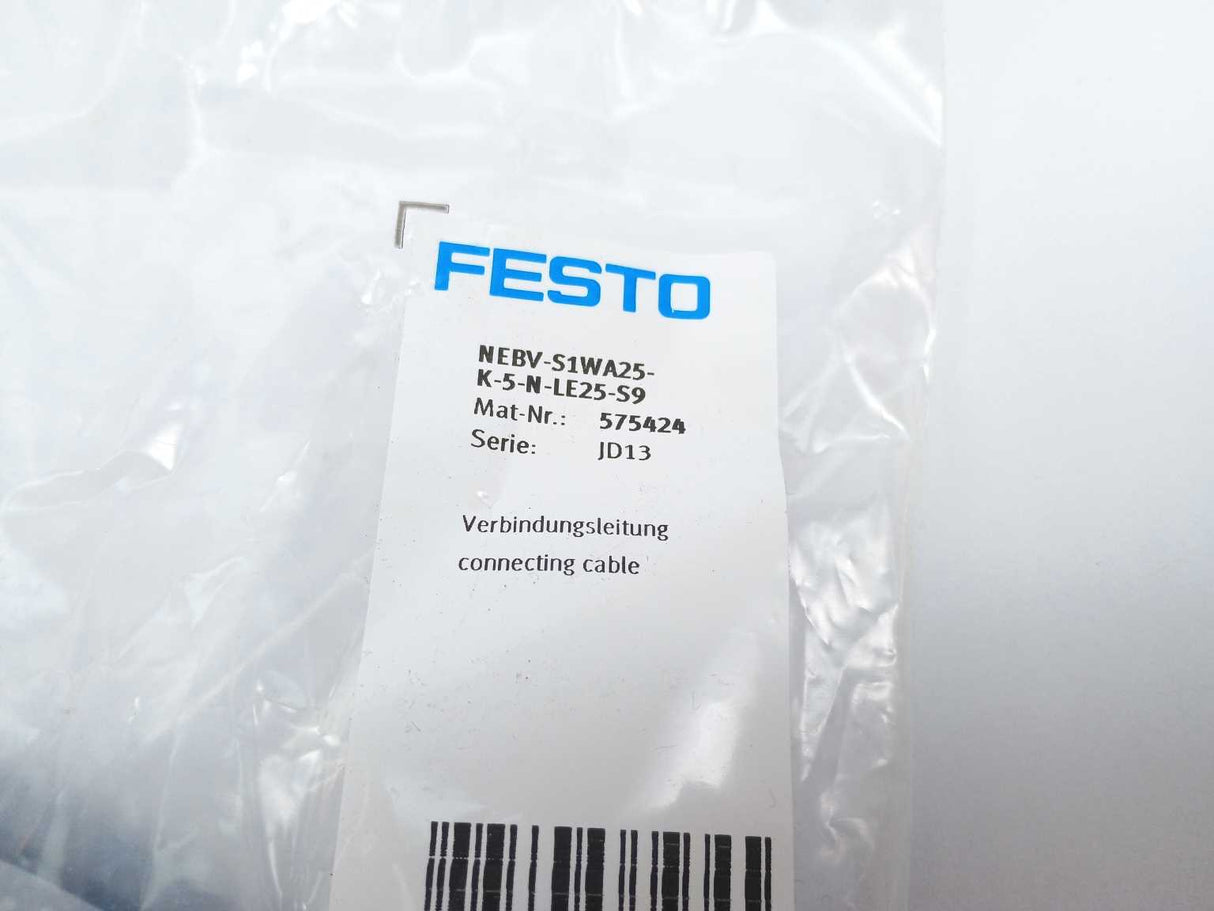 FESTO
NEBV-S1WA25-
K-5-N-LE25-S9
Mat-Nr.: 575424
Serie: JD13
Verbindungsleitung
connecting cable